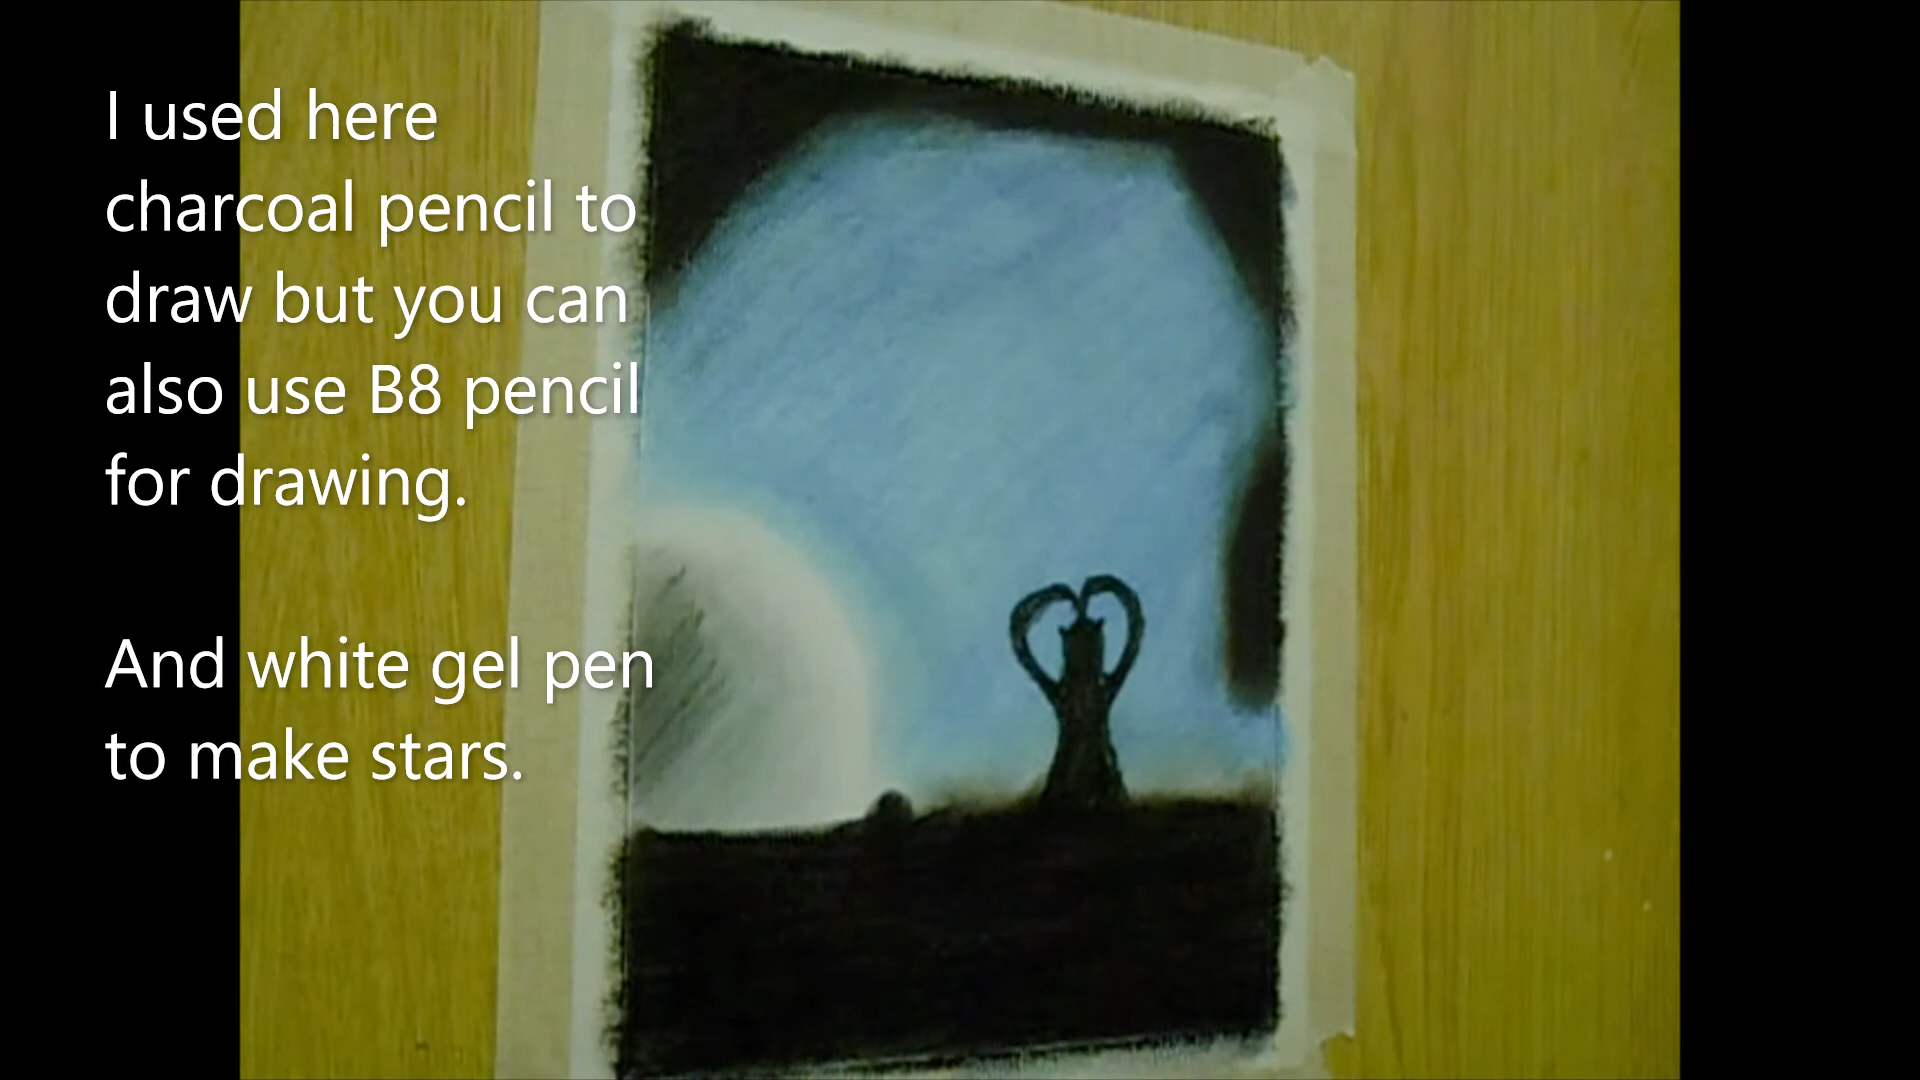 I used here
charcoal pencil to
draw but you can
also use B8 pencil
for drawing.
And white gel pen
to make stars.